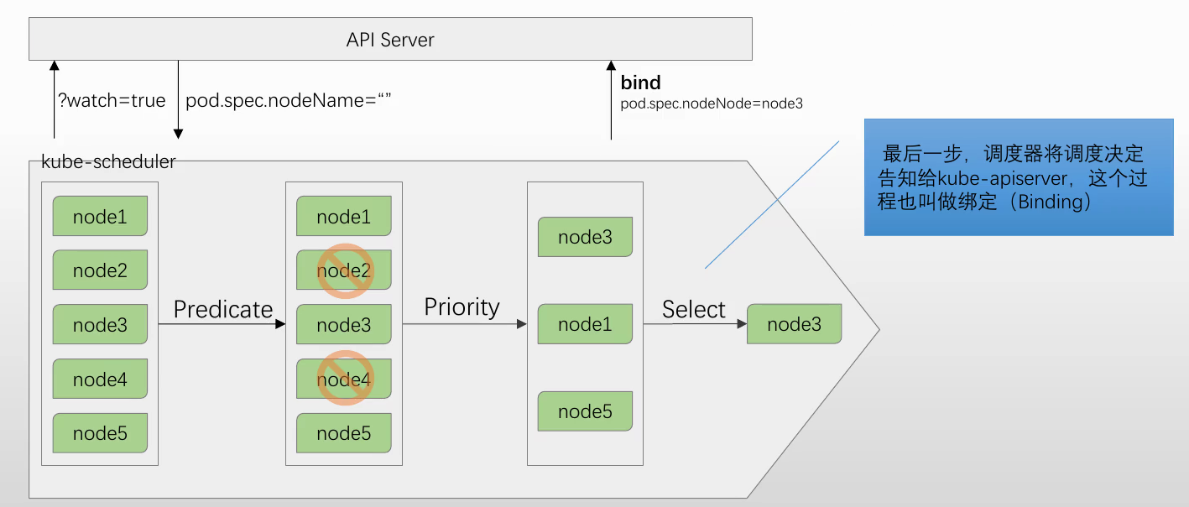 API Server
?watch=true
pod.spec.nodeName=“”
bind
pod.spec.nodeNode=node3
kube-scheduler
node1
node2
node3
node4
node5
Predicate
node1
node2
node3
node4
node5
Priority
node3
node1
node5
Select
node3
最后一步，调度器将调度决定
告知给kube-apiserver，这个过
程也叫做绑定（Binding）